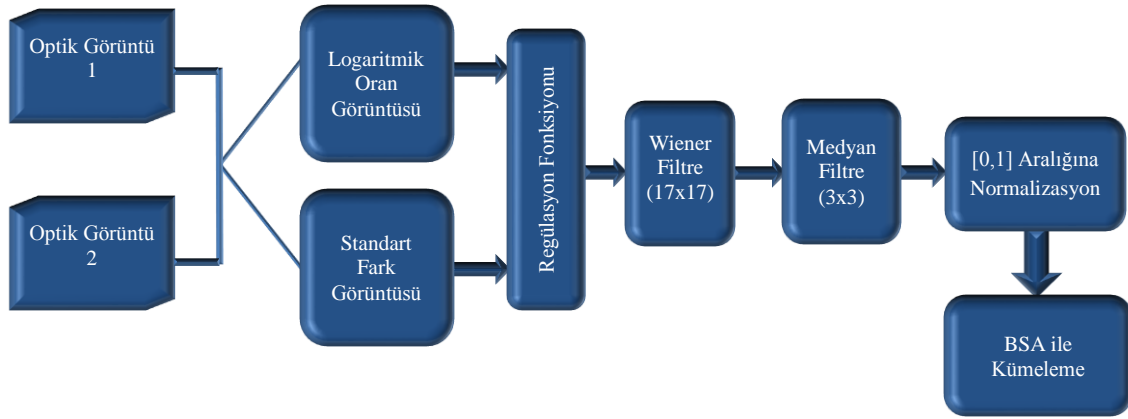 Optik Görüntü
1
Optik Görüntü
2
Logaritmik
Oran
Görüntüsü
Standart
Fark
Görüntüsü
Regülasyon Fonksiyonu
Wiener
Filtre
(17x17)
Medyan
Filtre
(3x3)
[0,1] Aralığına
Normalizasyon
BSA ile
Kümeleme